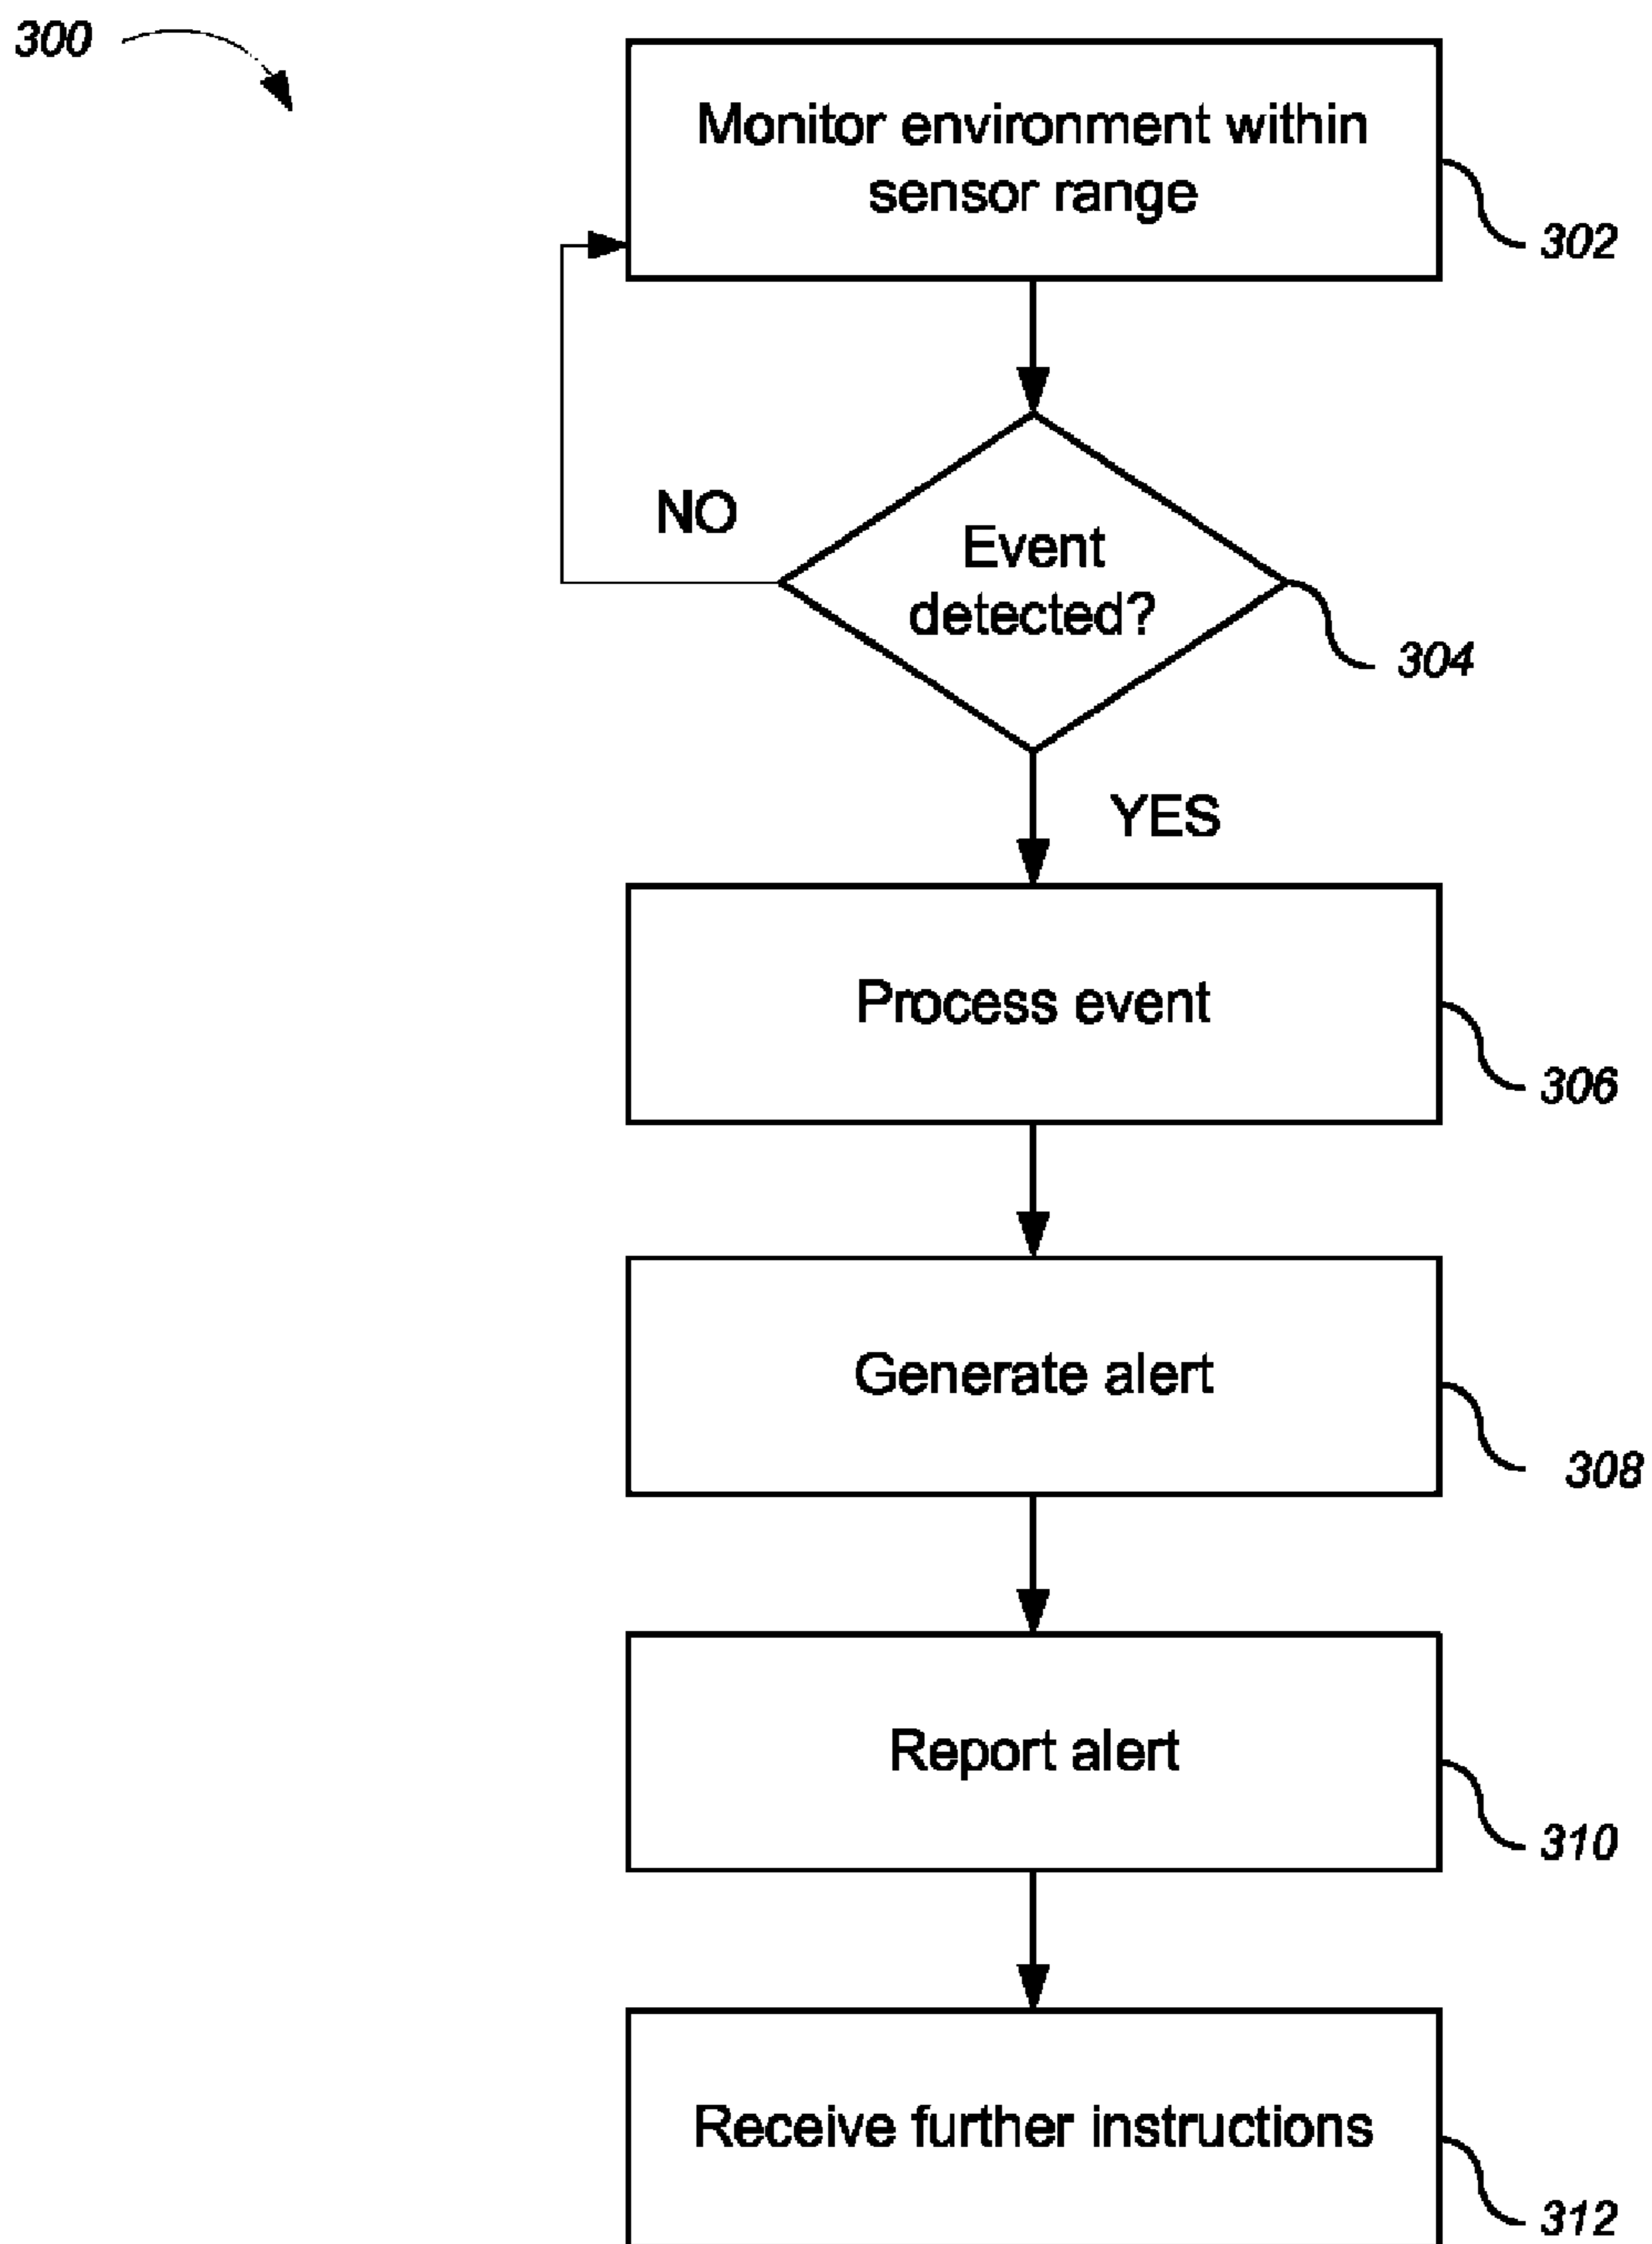 300
Monitor environment within
sensor range
302
NO
Event
detected?
304
YES
Process event
306
Generate alert
308
Report alert
310
Receive further instructions
312